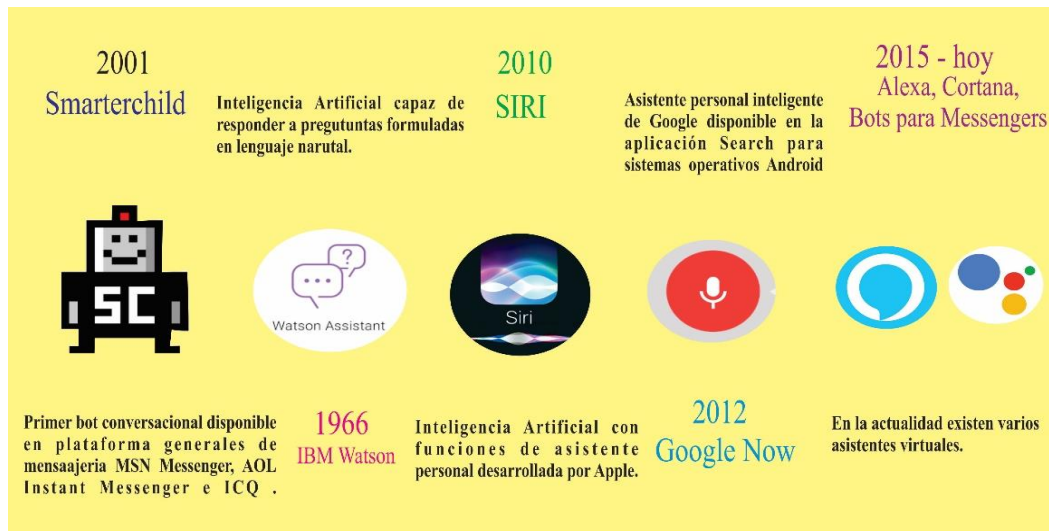 2001
Smarterchild
Inteligencia Artificial capaz de
responder a pregutuntas formuladas
en lenguaje narutal.
2010
SIRI
Asistente personal inteligente
de Google disponible en la
aplicación Search para
sistemas operativos Android
2015 - hoy
Alexa, Cortana,
Bots para Messengers
SC
Watson Assistant
Siri
Primer bot conversacional disponible
en plataforma generales de
mensaajeria MSN Messenger, AOL
Instant Messenger e ICQ .
1966
IBM Watson
Inteligencia Artificial con
funciones de asistente
personal desarrollada por Apple.
2012
Google Now
En la actualidad existen varios
asistentes virtuales.